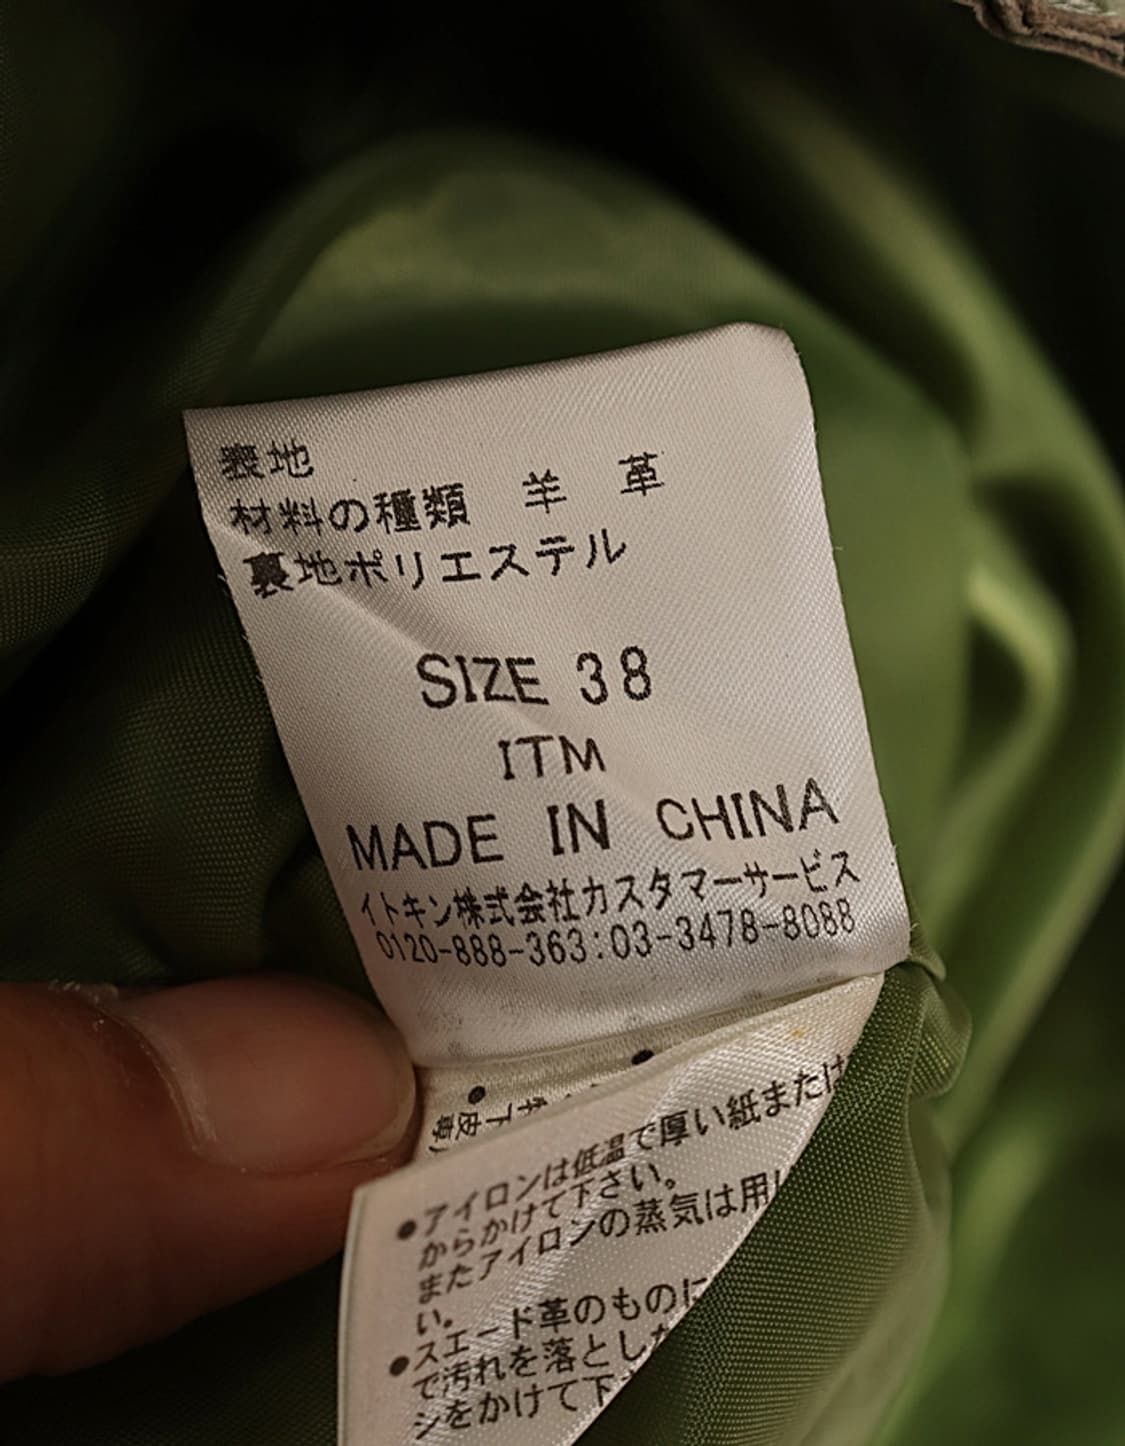 表地
材料の種類 羊 革
裏地ポリエステル
SIZE 38
ITM
MADE IN CHINA
イトキン株式会社カスタマーサービス
0120-888-363:03-3478-8088
●アイロンは低温で厚い紙または
からかけて下さい。
またアイロンの蒸気は用
い。
●スエード革のものに
で汚れを落とした
シをかけて下